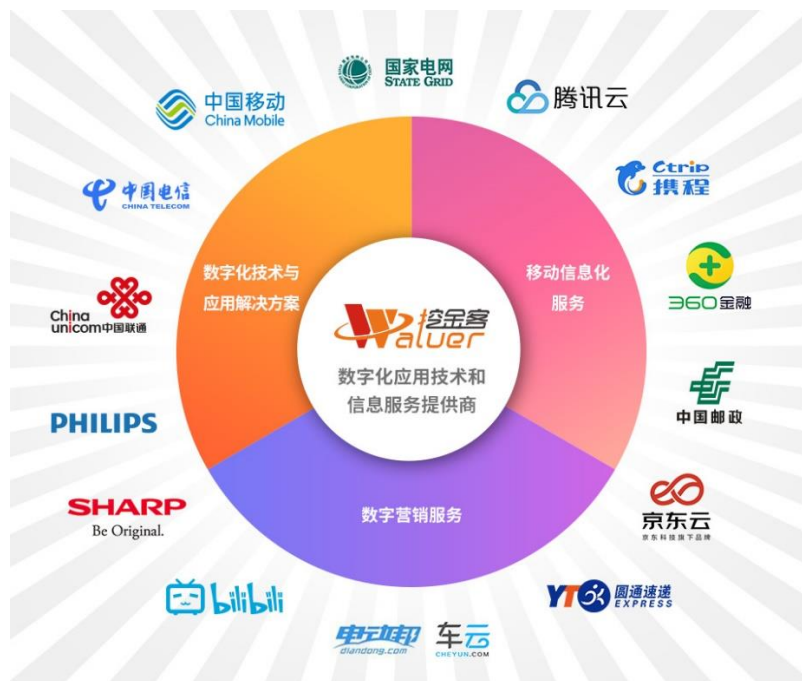 国家电网
STATE GRID
中国移动
China Mobile
腾讯云
中国电信
CHINA TELECOM
Ctrip
携程
数字化技术与
应用解决方案
移动信息化
服务
360金融
China
unicom中国联通
Waluer
挖金客
数字化应用技术和
信息服务提供商
PHILIPS
中国邮政
SHARP
Be Original.
数字营销服务
京东云
京东科技旗下品牌
bilibili
YTO
圆通速递
EXPRESS
电动邦
diandong.com
车云
CHEYUN.COM